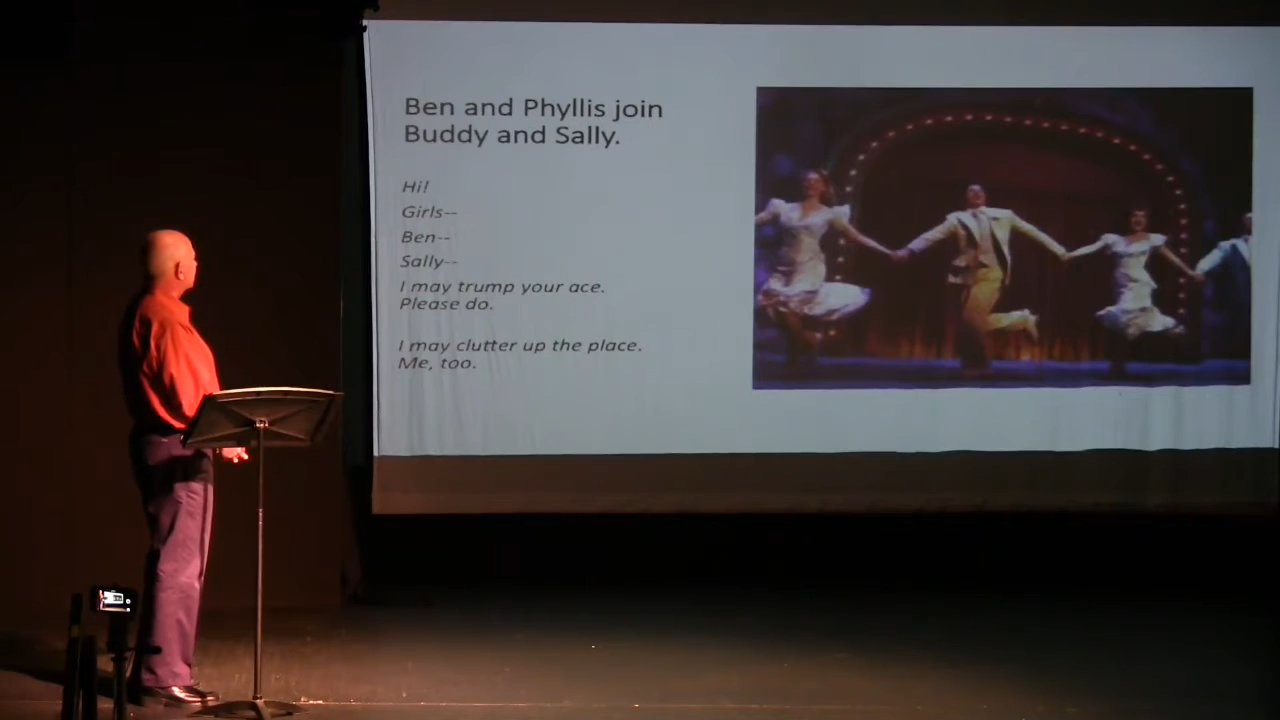 Ben and Phyllis join
Buddy and Sally.
Hi!
Girls--
Ben--
Sally--
I may trump your ace.
Please do.
I may clutter up the place.
Me, too.